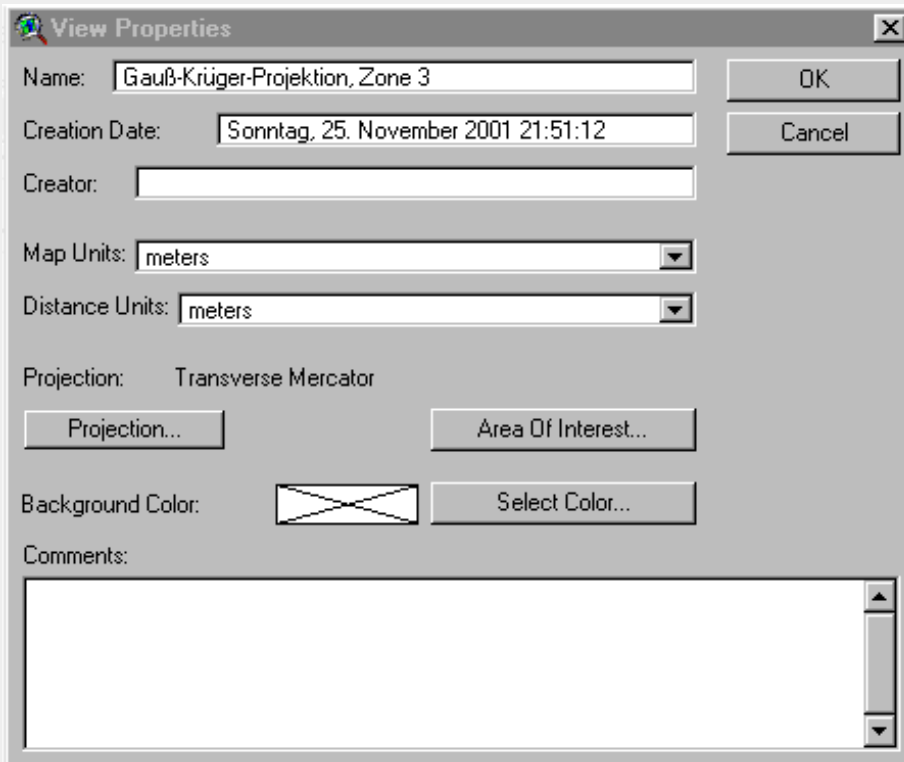 View Properties
Name: Gauß-Krüger-Projektion, Zone 3
OK
Creation Date: Sonntag, 25. November 2001 21:51:12
Cancel
Creator:
Map Units: meters
Distance Units: meters
Projection: Transverse Mercator
Projection... Area Of Interest...
Background Color: Select Color...
Comments: